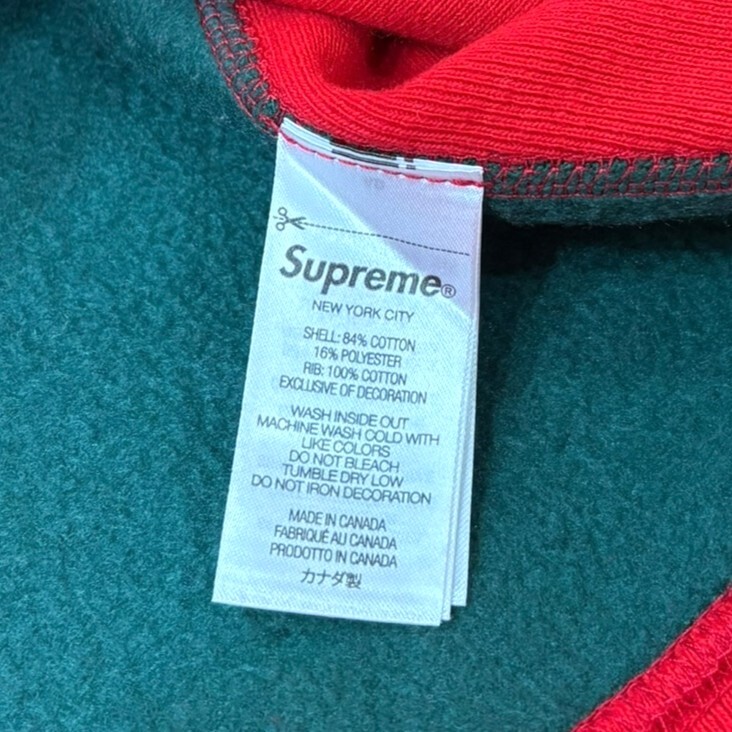 Supreme®
NEW YORK CITY
SHELL: 84% COTTON
16% POLYESTER
RIB: 100% COTTON
EXCLUSIVE OF DECORATION
WASH INSIDE OUT
MACHINE WASH COLD WITH
LIKE COLORS
DO NOT BLEACH
TUMBLE DRY LOW
DO NOT IRON DECORATION
MADE IN CANADA
FABRIQUÉ AU CANADA
PRODOTTO IN CANADA
カナダ製